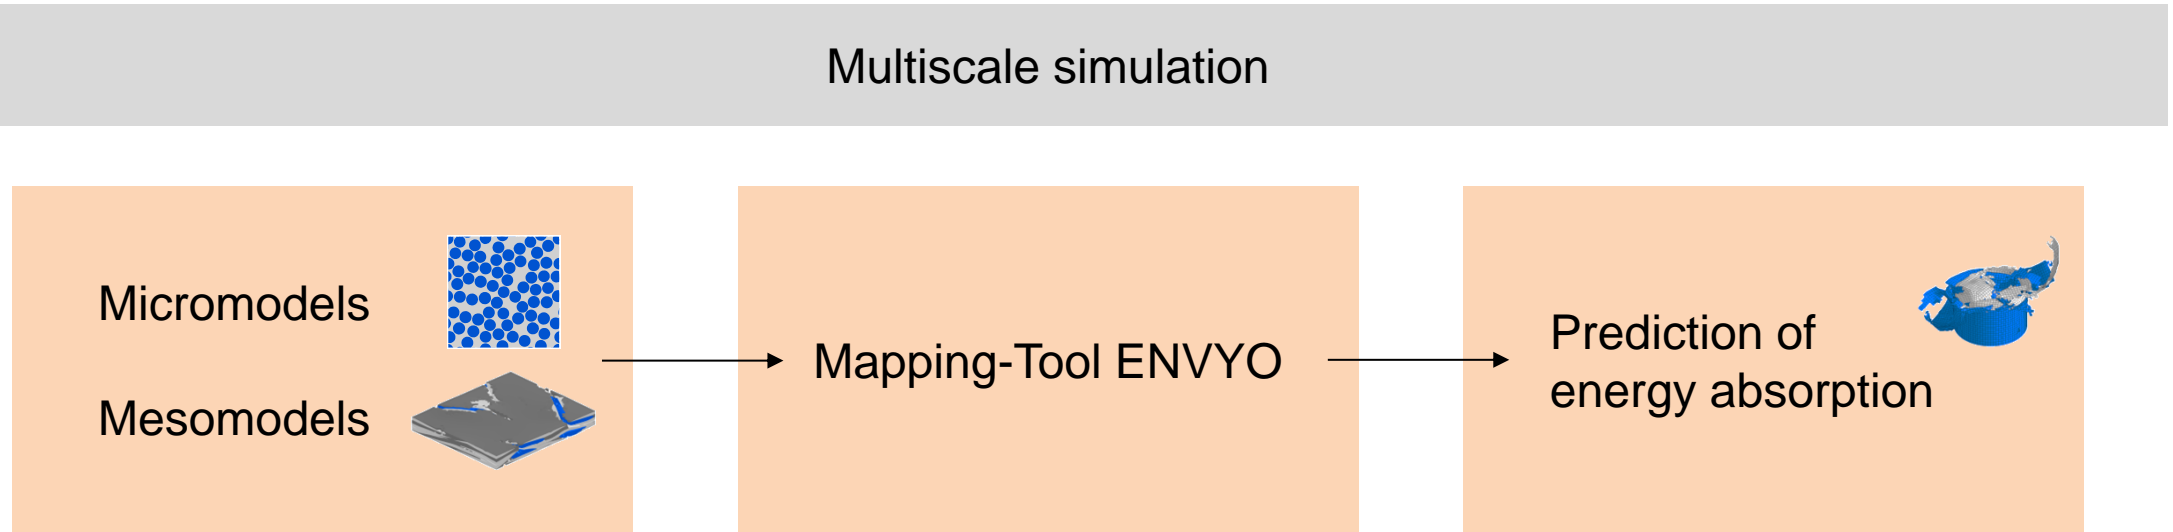 Multiscale simulation
Micromodels
Mesomodels
Mapping-Tool ENVYO
Prediction of
energy absorption